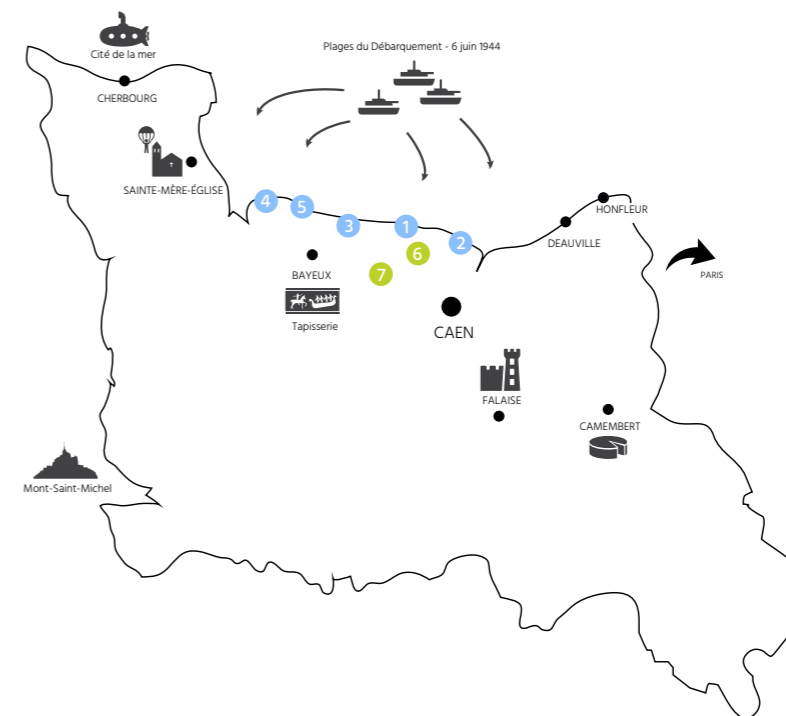 Plages du Débarquement - 6 juin 1944
Cité de la mer
CHERBOURG
SAINTE-MÈRE-ÉGLISE
4
5
3
1
2
6
7
HONFLEUR
DEAUVILLE
PARIS
BAYEUX
Tapisserie
CAEN
FALAISE
CAMEMBERT
Mont-Saint-Michel